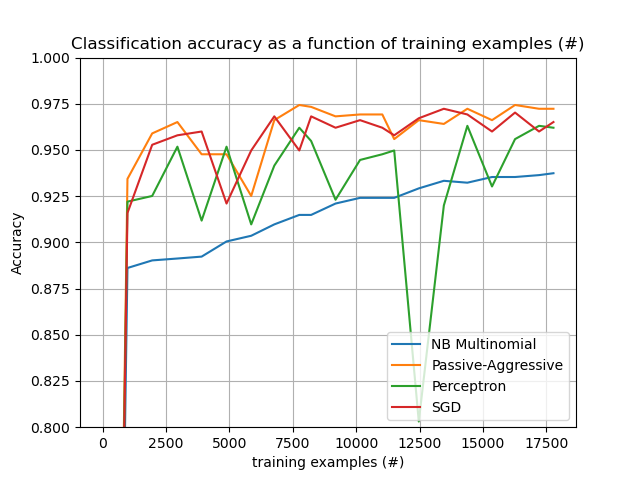 Classification accuracy as a function of training examples (#)
1.000
0.975
0.950
0.925
0.900
0.875
0.850
0.825
0.800
Accuracy
NB Multinomial
Passive-Aggressive
Perceptron
SGD
0 2500 5000 7500 10000 12500 15000 17500
training examples (#)